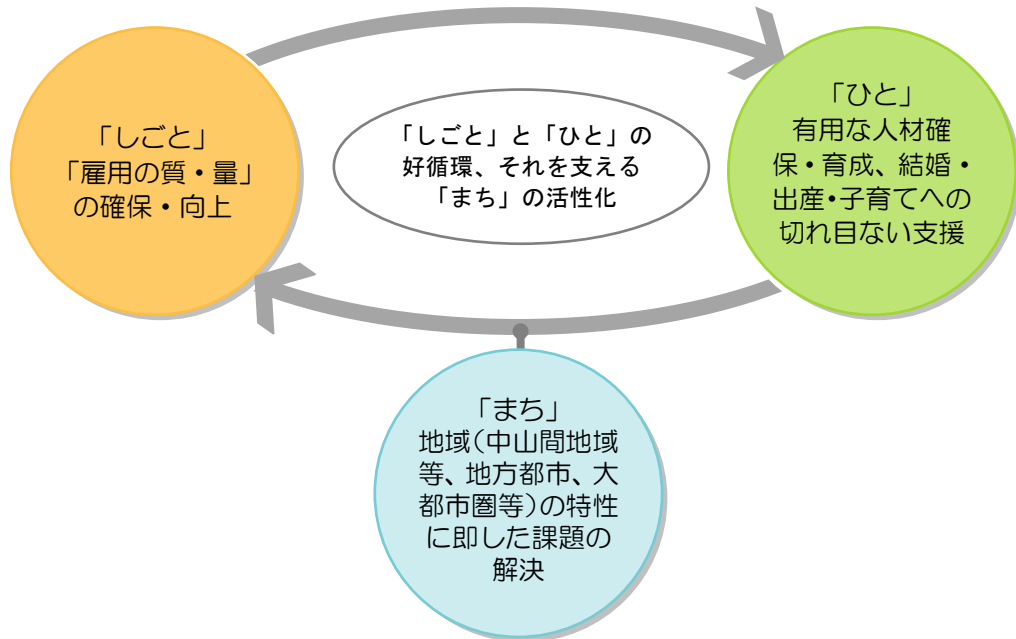 「しごと」
「雇用の質・量」
の確保・向上
「しごと」と「ひと」の
好循環、それを支える
「まち」の活性化
「ひと」
有用な人材確
保・育成、結婚・
出産・子育てへの
切れ目ない支援
「まち」
地域(中山間地域
等、地方都市、大
都市圏等)の特性
に即した課題の
解決